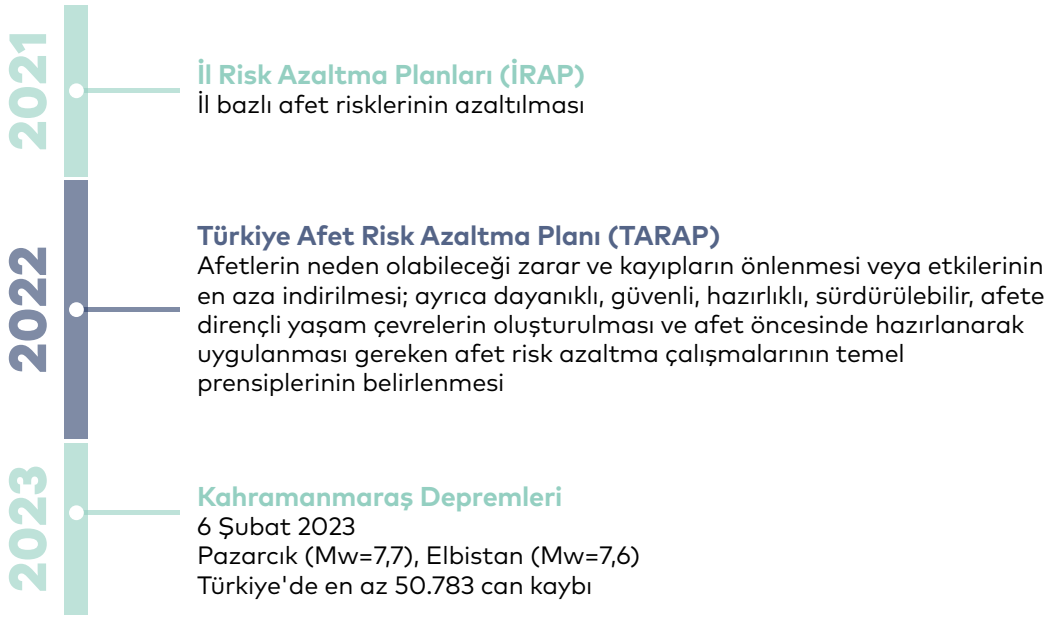 2021
İl Risk Azaltma Planları (İRAP)
İl bazlı afet risklerinin azaltılması
2022
Türkiye Afet Risk Azaltma Planı (TARAP)
Afetlerin neden olabileceği zarar ve kayıpların önlenmesi veya etkilerinin
en aza indirilmesi; ayrıca dayanıklı, güvenli, hazırlıklı, sürdürülebilir, afete
dirençli yaşam çevrelerin oluşturulması ve afet öncesinde hazırlanarak
uygulanması gereken afet risk azaltma çalışmalarının temel
prensiplerinin belirlenmesi
2023
Kahramanmaraş Depremleri
6 Şubat 2023
Pazarcık (Mw=7,7), Elbistan (Mw=7,6)
Türkiye'de en az 50.783 can kaybı